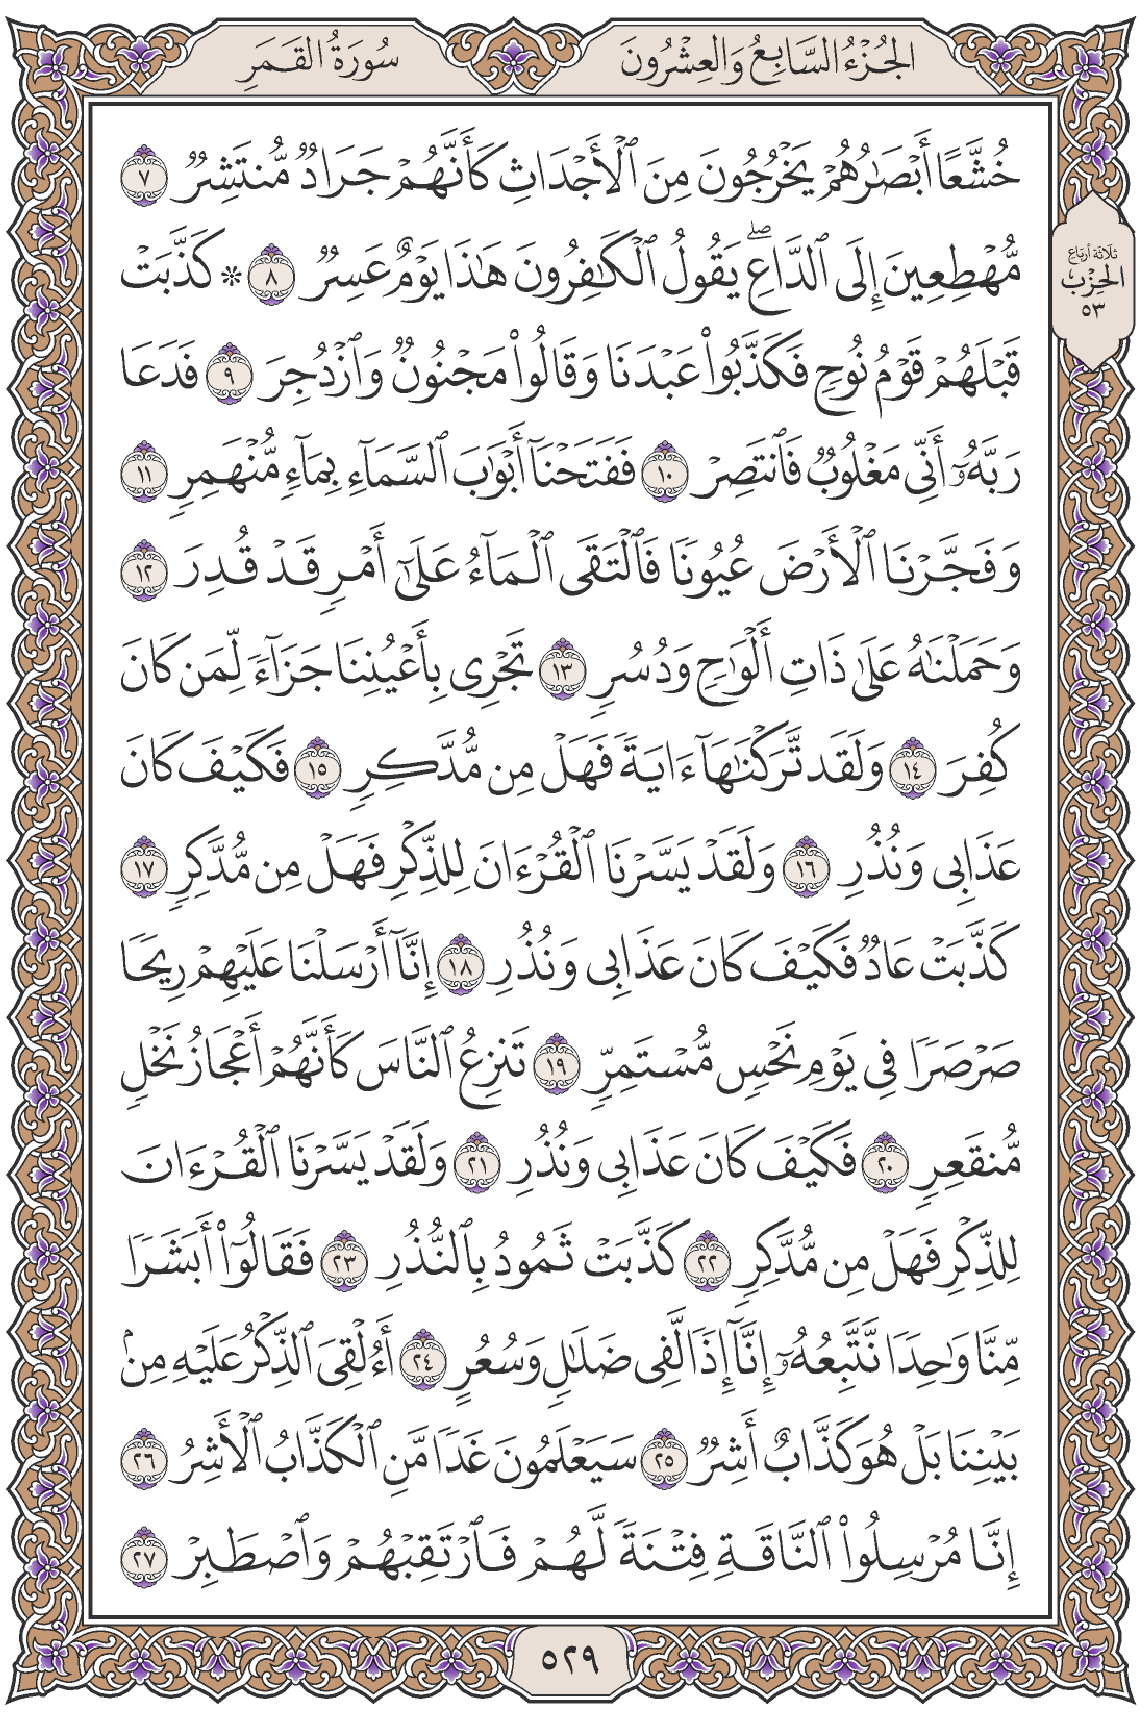 الجُزْءُ السَّابِعُ وَالعِشْرُونَ
سُورَةُ القَمَرِ
خُشَّعًا أَبْصَٰرُهُمْ يَخْرُجُونَ مِنَ ٱلْأَجْدَاثِ كَأَنَّهُمْ جَرَادٌ مُّنتَشِرٌ ٧
مُّهْطِعِينَ إِلَى ٱلدَّاعِ ۖ يَقُولُ ٱلْكَٰفِرُونَ هَٰذَا يَوْمٌ عَسِرٌ ٨ * كَذَّبَتْ
ثلاثة أرباع
الحِزْب
٥٣
قَبْلَهُمْ قَوْمُ نُوحٍ فَكَذَّبُوا۟ عَبْدَنَا وَقَالُوا۟ مَجْنُونٌ وَٱزْدُجِرَ ٩ فَدَعَا
رَبَّهُۥٓ أَنِّى مَغْلُوبٌ فَٱنتَصِرْ ١٠ فَفَتَحْنَآ أَبْوَٰبَ ٱلسَّمَآءِ بِمَآءٍ مُّنْهَمِرٍ ١١
وَفَجَّرْنَا ٱلْأَرْضَ عُيُونًا فَٱلْتَقَى ٱلْمَآءُ عَلَىٰٓ أَمْرٍ قَدْ قُدِرَ ١٢
وَحَمَلْنَٰهُ عَلَىٰ ذَاتِ أَلْوَٰحٍ وَدُسُرٍ ١٣ تَجْرِى بِأَعْيُنِنَا جَزَآءً لِّمَن كَانَ
كُفِرَ ١٤ وَلَقَد تَّرَكْنَٰهَآ ءَايَةً فَهَلْ مِن مُّدَّكِرٍ ١٥ فَكَيْفَ كَانَ
عَذَابِى وَنُذُرِ ١٦ وَلَقَدْ يَسَّرْنَا ٱلْقُرْءَانَ لِلذِّكْرِ فَهَلْ مِن مُّدَّكِرٍ ١٧
كَذَّبَتْ عَادٌ فَكَيْفَ كَانَ عَذَابِى وَنُذُرِ ١٨ إِنَّآ أَرْسَلْنَا عَلَيْهِمْ رِيحًا
صَرْصَرًا فِى يَوْمِ نَحْسٍ مُّسْتَمِرٍّ ١٩ تَنزِعُ ٱلنَّاسَ كَأَنَّهُمْ أَعْجَازُ نَخْلٍ
مُّنقَعِرٍ ٢٠ فَكَيْفَ كَانَ عَذَابِى وَنُذُرِ ٢١ وَلَقَدْ يَسَّرْنَا ٱلْقُرْءَانَ
لِلذِّكْرِ فَهَلْ مِن مُّدَّكِرٍ ٢٢ كَذَّبَتْ ثَمُودُ بِٱلنُّذُرِ ٢٣ فَقَالُوٓا۟ أَبَشَرًا
مِّنَّا وَٰحِدًا نَّتَّبِعُهُۥٓ إِنَّآ إِذًا لَّفِى ضَلَٰلٍ وَسُعُرٍ ٢٤ أَءُلْقِىَ ٱلذِّكْرُ عَلَيْهِ مِنۢ
بَيْنِنَا بَلْ هُوَ كَذَّابٌ أَشِرٌ ٢٥ سَيَعْلَمُونَ غَدًا مَّنِ ٱلْكَذَّابُ ٱلْأَشِرُ ٢٦
إِنَّا مُرْسِلُوا۟ ٱلنَّاقَةِ فِتْنَةً لَّهُمْ فَٱرْتَقِبْهُمْ وَٱصْطَبِرْ ٢٧
٥٢٩